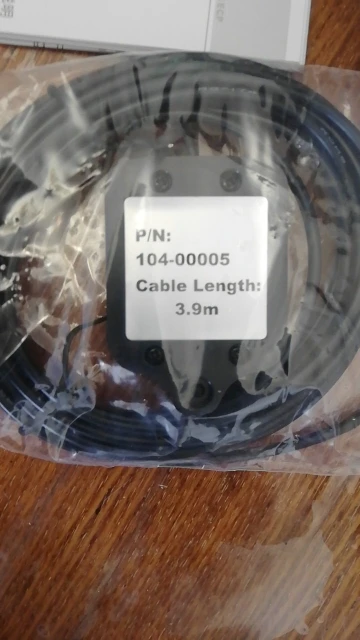 P/N:
104-00005
Cable Length:
3.9m